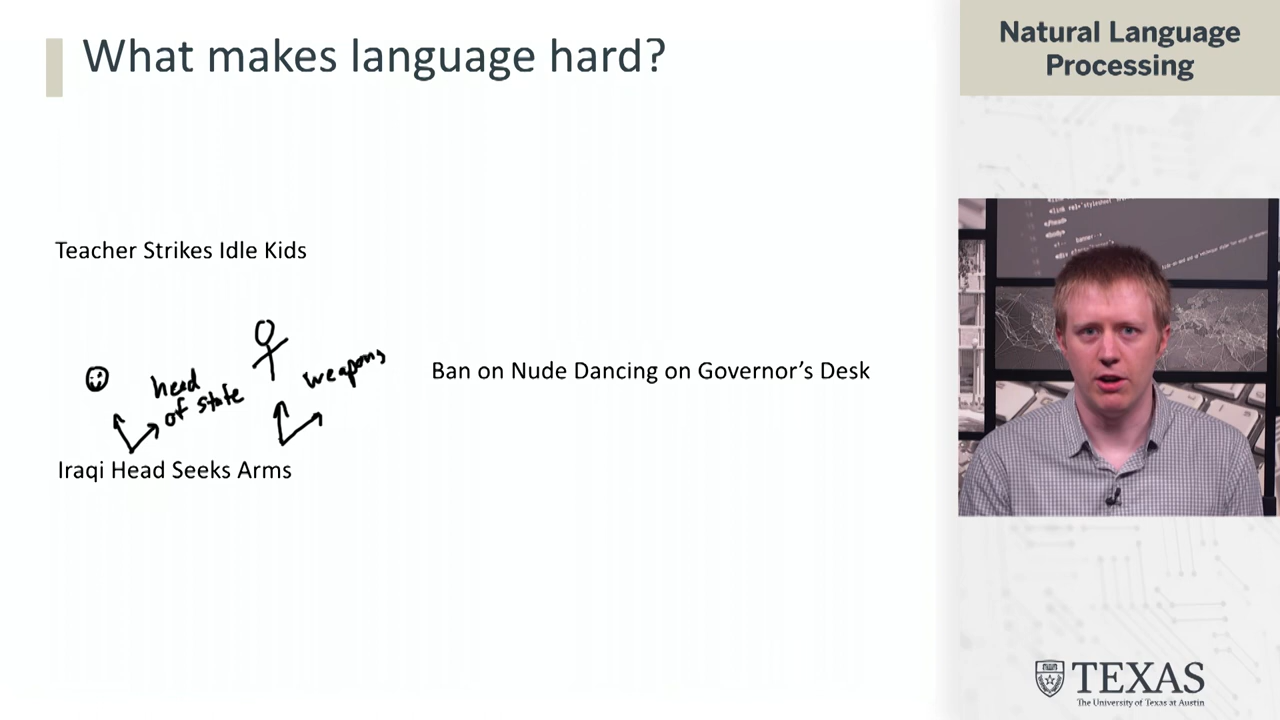 What makes language hard?
Natural Language
Processing
Teacher Strikes Idle Kids
head
of state
weapons
Ban on Nude Dancing on Governor's Desk
Iraqi Head Seeks Arms
TEXAS
The University of Texas at Austin